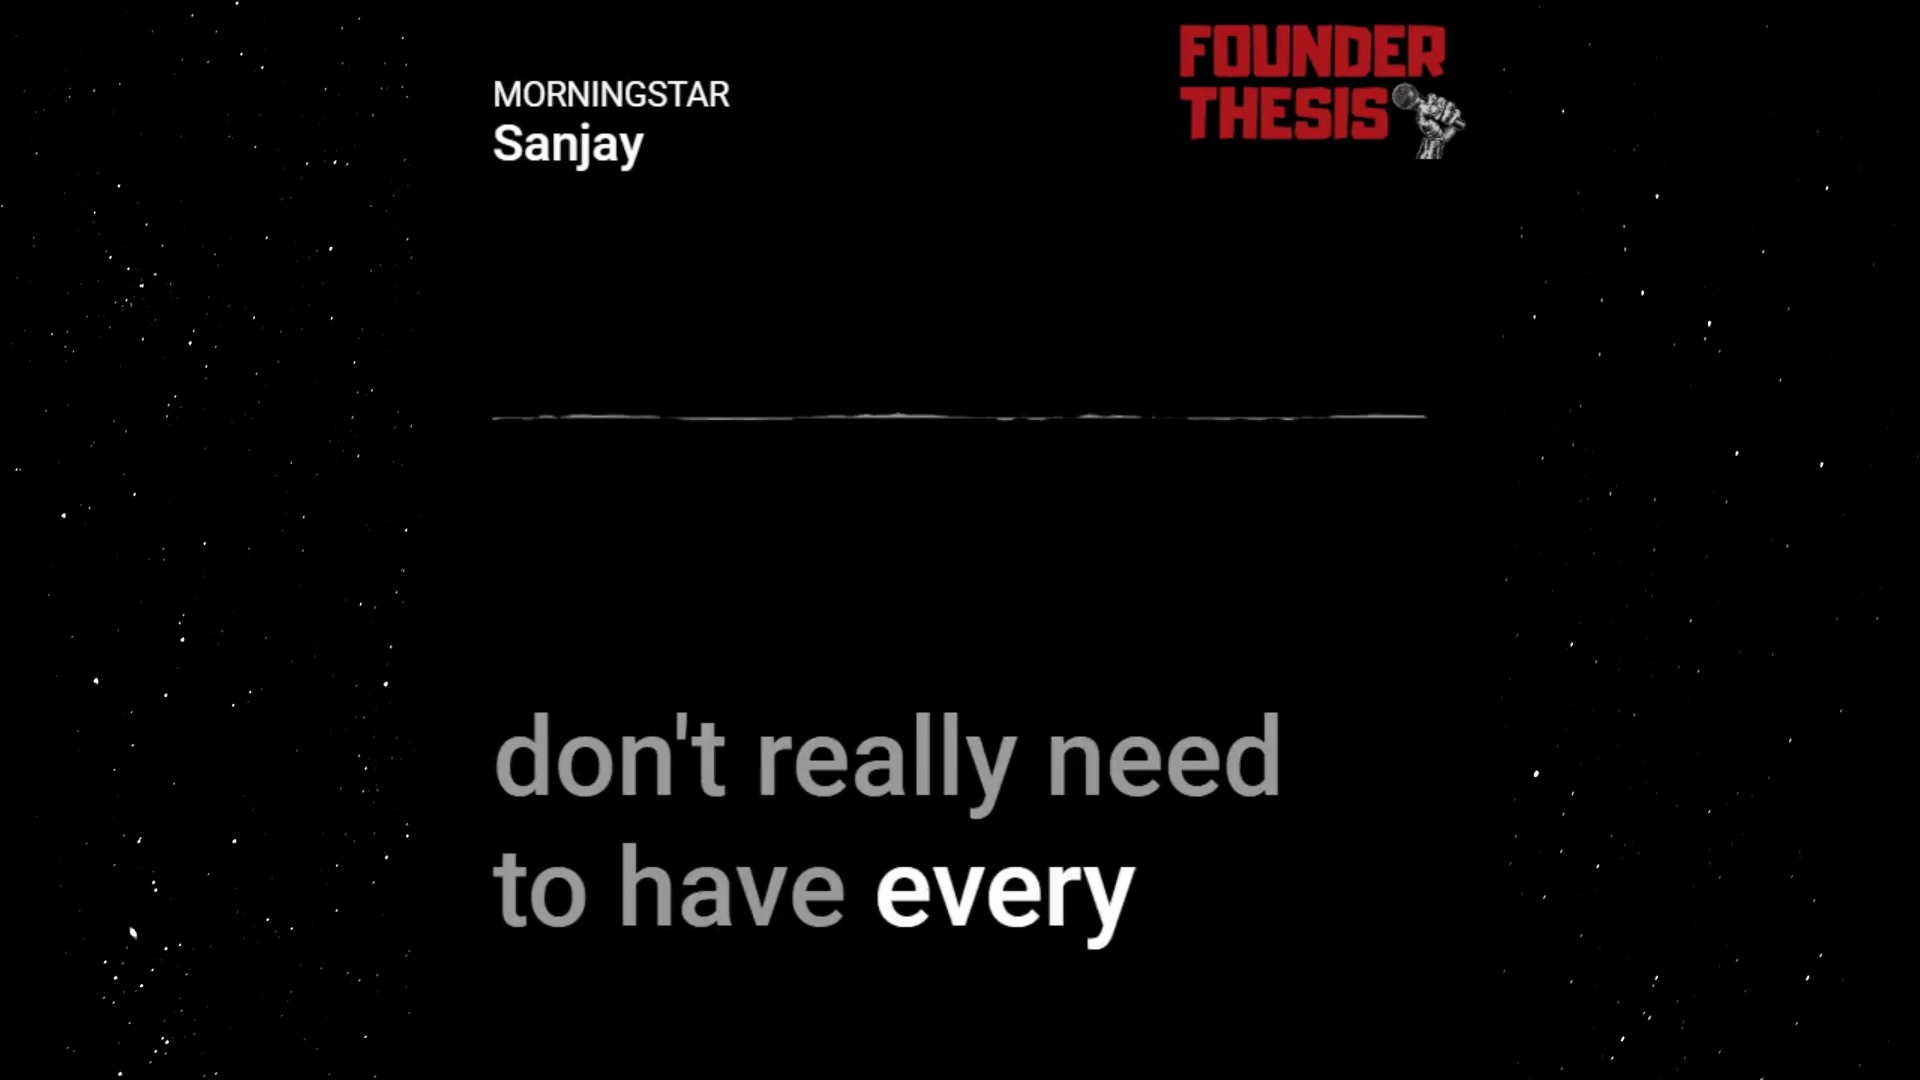 FOUNDER
THESIS
MORNINGSTAR
Sanjay
don't really need
to have every